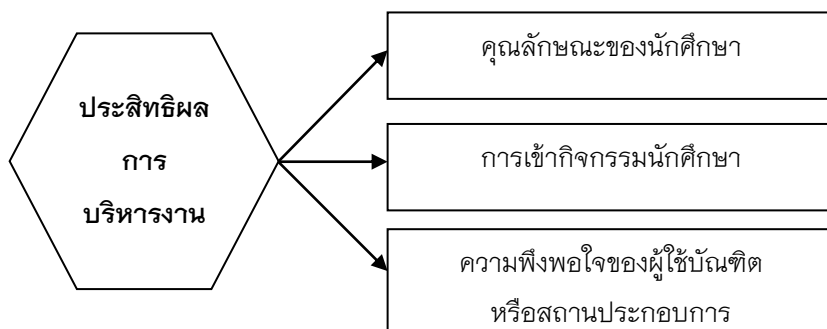 ประสิทธิผล
การ
บริหารงาน
คุณลักษณะของนักศึกษา
การเข้ากิจกรรมนักศึกษา
ความพึงพอใจของผู้ใช้บัณฑิต
หรือสถานประกอบการ